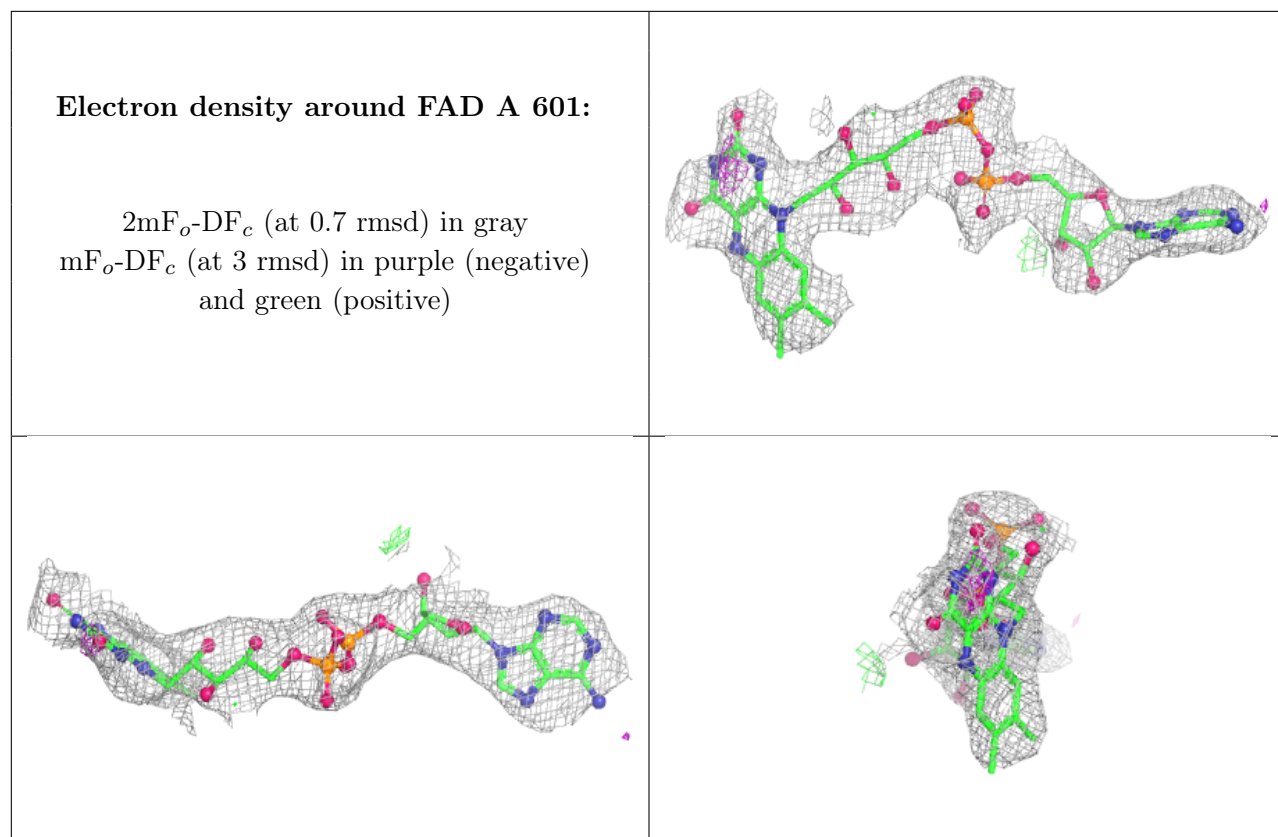 Electron density around FAD A 601:
2mFo-DFc (at 0.7 rmsd) in gray
mFo-DFc (at 3 rmsd) in purple (negative)
and green (positive)